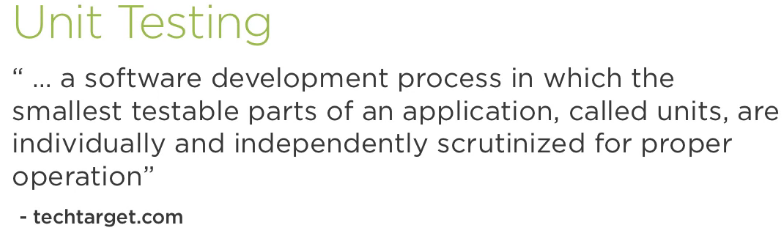 Unit Testing
“ ... a software development process in which the
smallest testable parts of an application, called units, are
individually and independently scrutinized for proper
operation”
- techtarget.com